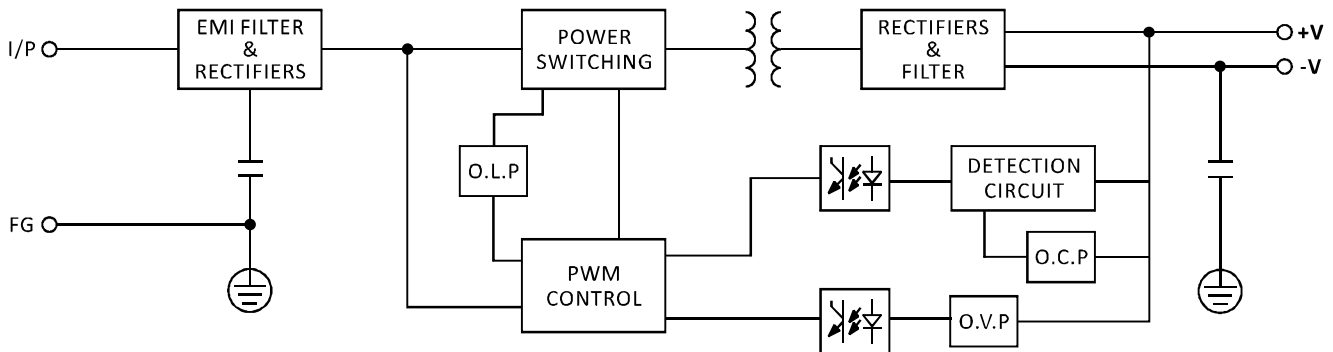 I/P
EMI FILTER
&
RECTIFIERS
POWER
SWITCHING
RECTIFIERS
&
FILTER
+V
-V
O.L.P
DETECTION
CIRCUIT
FG
O.C.P
PWM
CONTROL
O.V.P